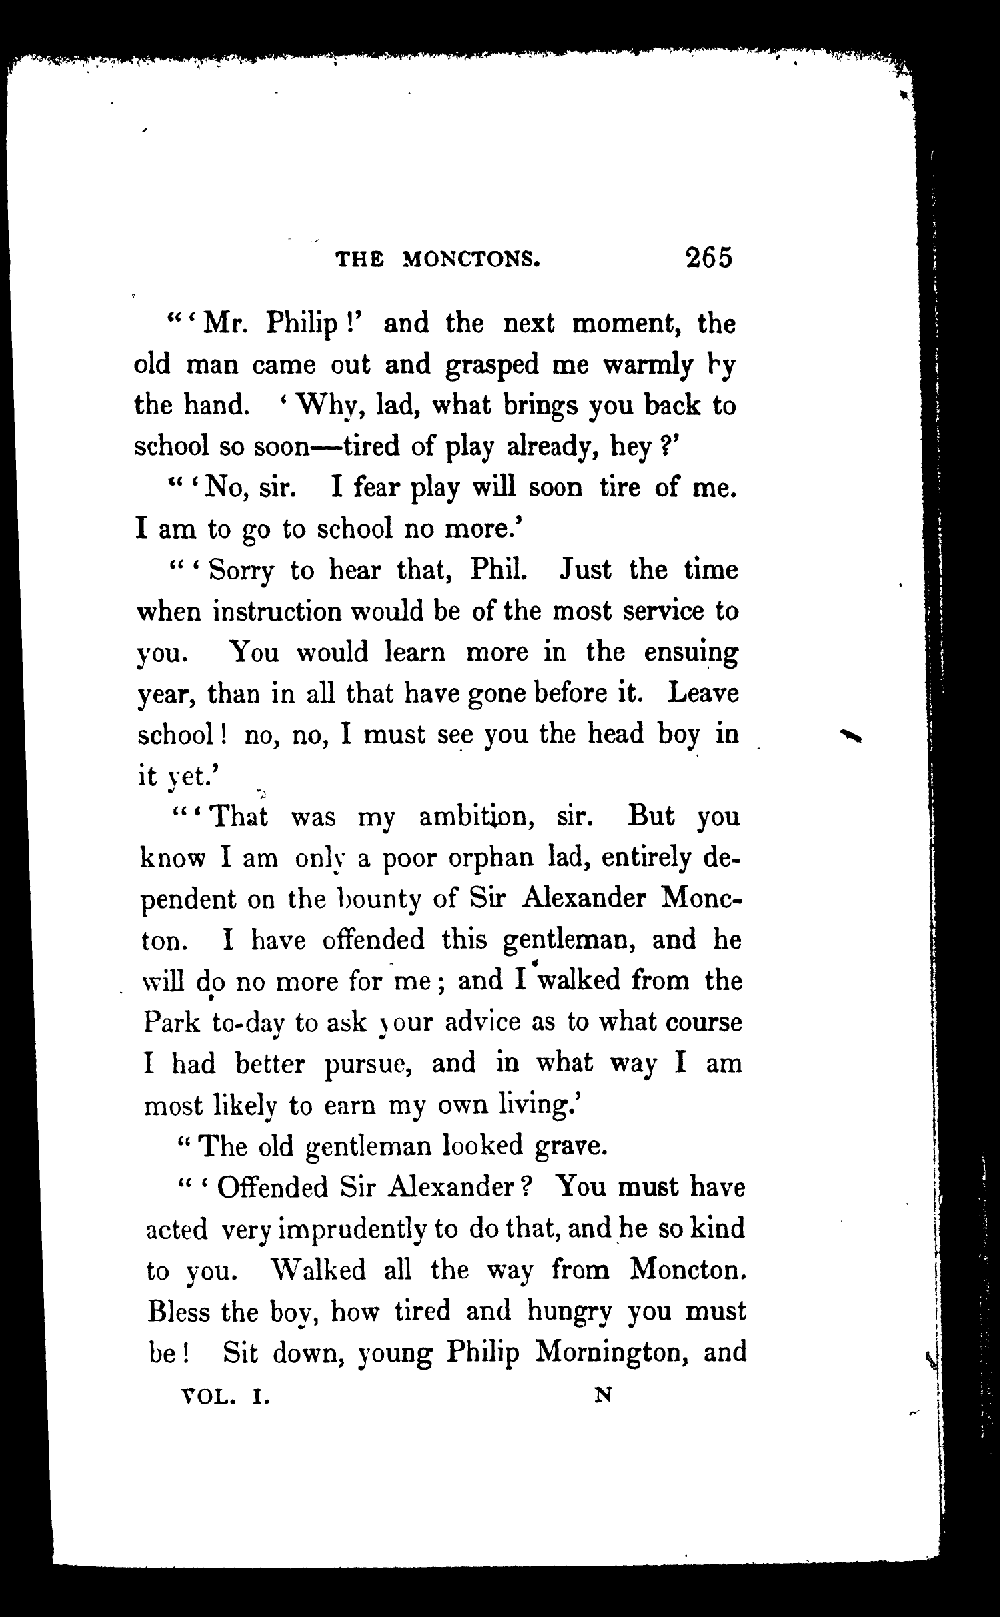 THE MONCTONS. 265
"'Mr. Philip!' and the next moment, the
old man came out and grasped me warmly by
the hand. 'Why, lad, what brings you back to
school so soon—tired of play already, hey?'
"'No, sir. I fear play will soon tire of me.
I am to go to school no more.'
"'Sorry to hear that, Phil. Just the time
when instruction would be of the most service to
you. You would learn more in the ensuing
year, than in all that have gone before it. Leave
school! no, no, I must see you the head boy in
it yet.'
"'That was my ambition, sir. But you
know I am only a poor orphan lad, entirely de-
pendent on the bounty of Sir Alexander Monc-
ton. I have offended this gentleman, and he
will do no more for me; and I walked from the
Park to-day to ask your advice as to what course
I had better pursue, and in what way I am
most likely to earn my own living.'
"The old gentleman looked grave.
"'Offended Sir Alexander? You must have
acted very imprudently to do that, and he so kind
to you. Walked all the way from Moncton.
Bless the boy, how tired and hungry you must
be! Sit down, young Philip Mornington, and
VOL. I. N